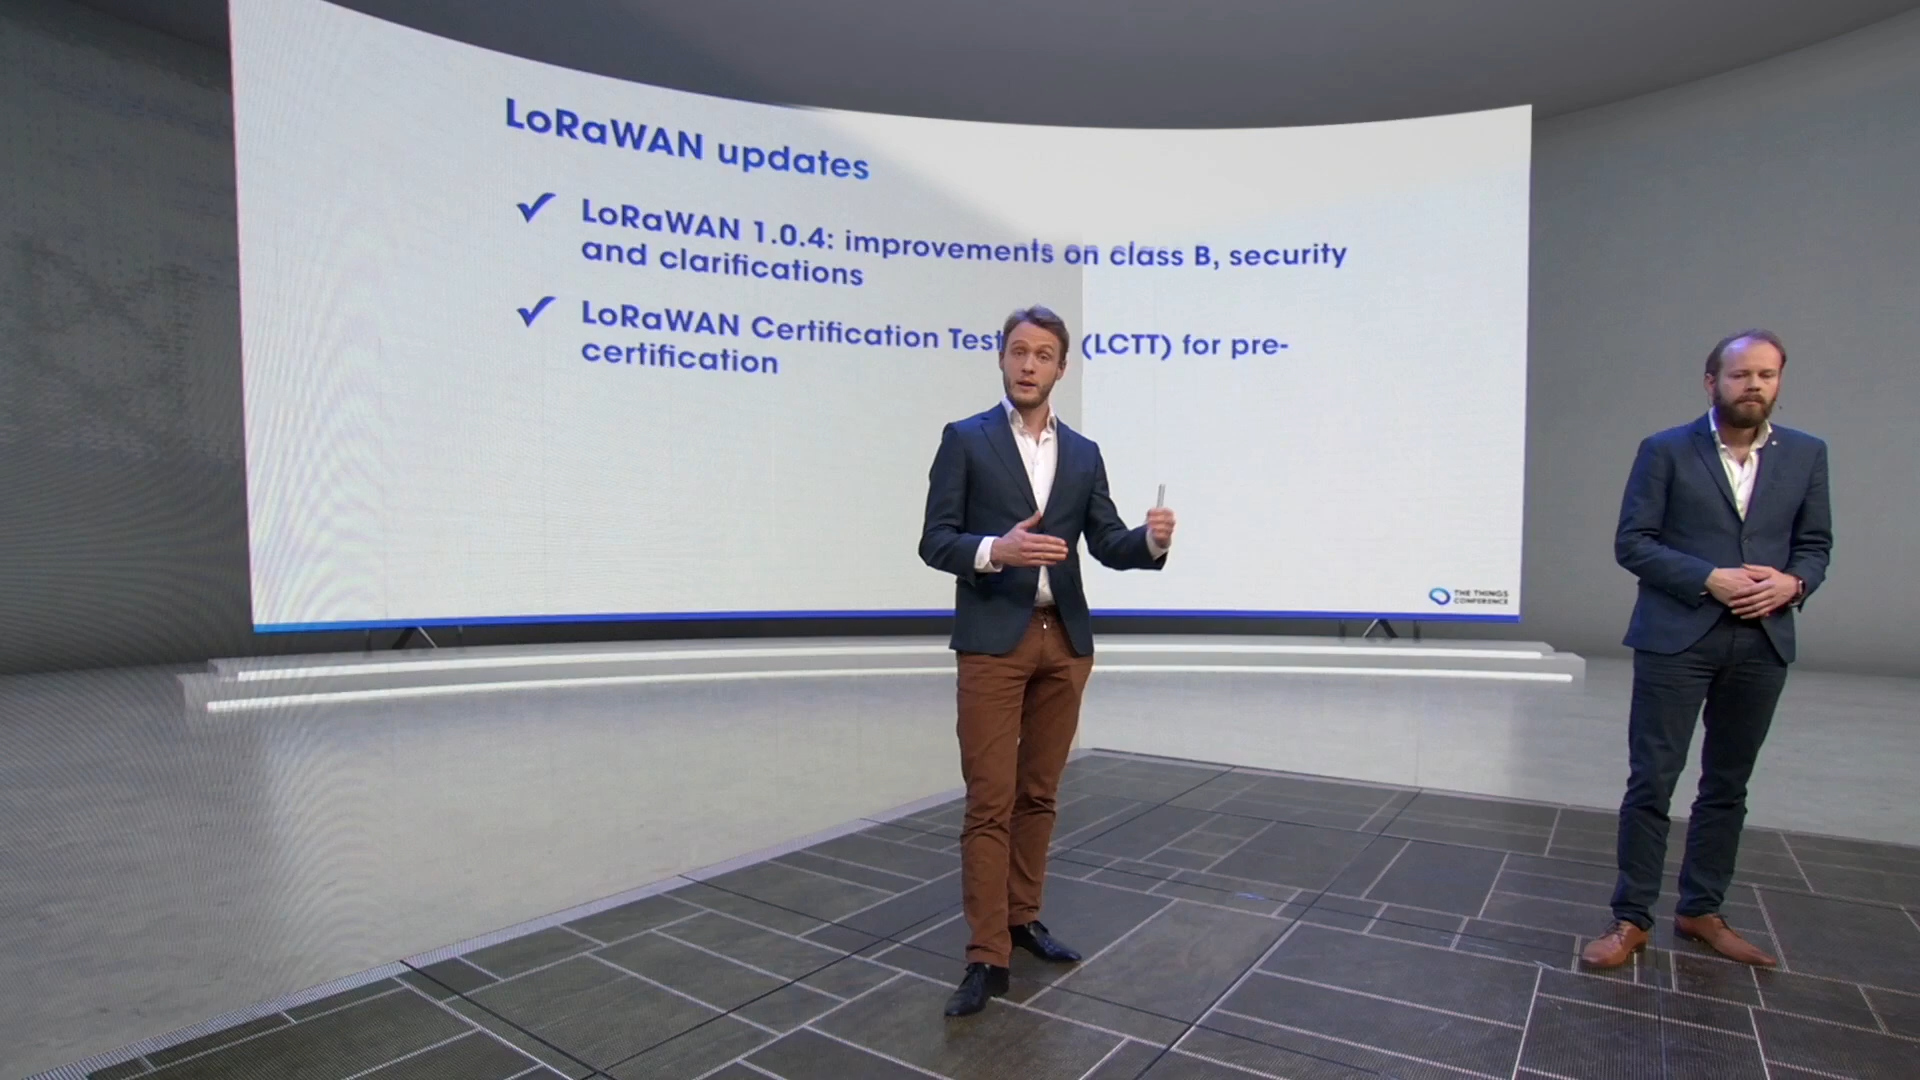 LoRaWAN updates
✓ LoRaWAN 1.0.4: improvements on class B, security
and clarifications
✓ LoRaWAN Certification Test (LCTT) for pre-
certification
THE THINGS
CONFERENCE